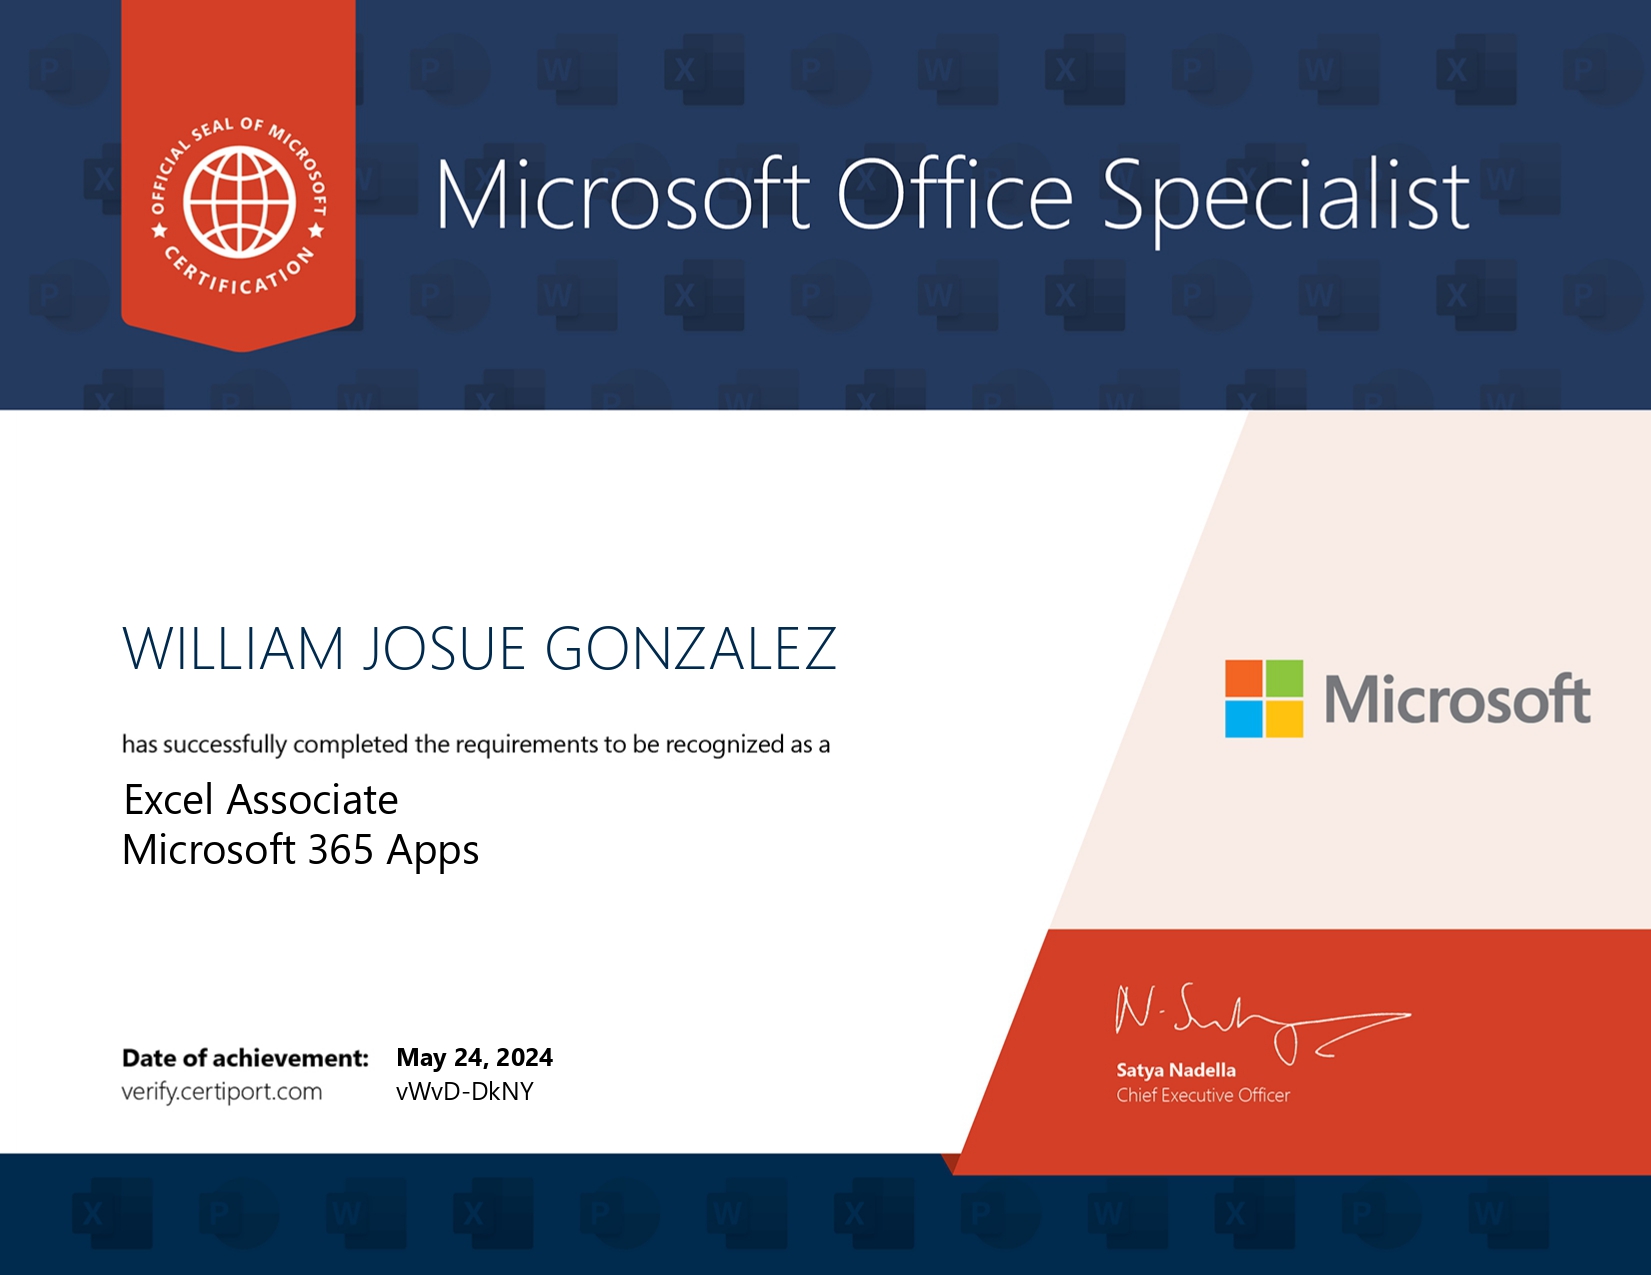 OFFICIAL SEAL OF MICROSOFT
CERTIFICATION
Microsoft Office Specialist
WILLIAM JOSUE GONZALEZ
has successfully completed the requirements to be recognized as a
Excel Associate
Microsoft 365 Apps
Microsoft
Date of achievement: May 24, 2024
verify.certiport.com vWvD-DkNY
Satya Nadella
Chief Executive Officer